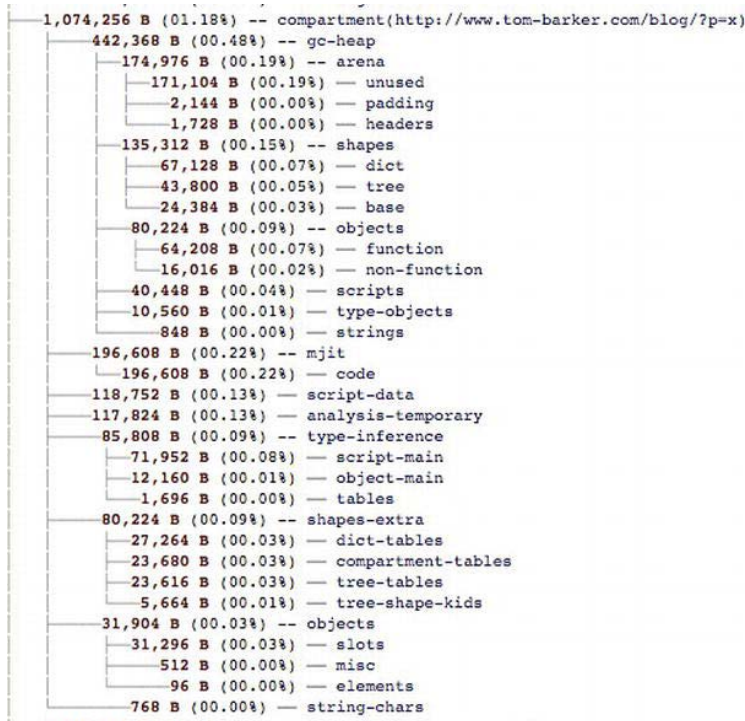 1,074,256 B (01.18%) -- compartment(http://www.tom-barker.com/blog/?p=x)
442,368 B (00.48%) -- gc-heap
174,976 B (00.19%) -- arena
171,104 B (00.19%) — unused
2,144 B (00.00%) — padding
1,728 B (00.00%) — headers
135,312 B (00.15%) -- shapes
67,128 B (00.07%) — dict
43,800 B (00.05%) — tree
24,384 B (00.03%) — base
80,224 B (00.09%) -- objects
64,208 B (00.07%) — function
16,016 B (00.02%) — non-function
40,448 B (00.04%) — scripts
10,560 B (00.01%) — type-objects
848 B (00.00%) — strings
196,608 B (00.22%) -- mjit
196,608 B (00.22%) — code
118,752 B (00.13%) — script-data
117,824 B (00.13%) — analysis-temporary
85,808 B (00.09%) -- type-inference
71,952 B (00.08%) — script-main
12,160 B (00.01%) — object-main
1,696 B (00.00%) — tables
80,224 B (00.09%) -- shapes-extra
27,264 B (00.03%) — dict-tables
23,680 B (00.03%) — compartment-tables
23,616 B (00.03%) — tree-tables
5,664 B (00.01%) — tree-shape-kids
31,904 B (00.03%) -- objects
31,296 B (00.03%) — slots
512 B (00.00%) — misc
96 B (00.00%) — elements
768 B (00.00%) — string-chars